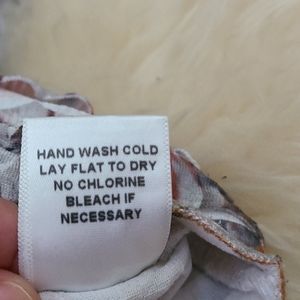 HAND WASH COLD
LAY FLAT TO DRY
NO CHLORINE
BLEACH IF
NECESSARY